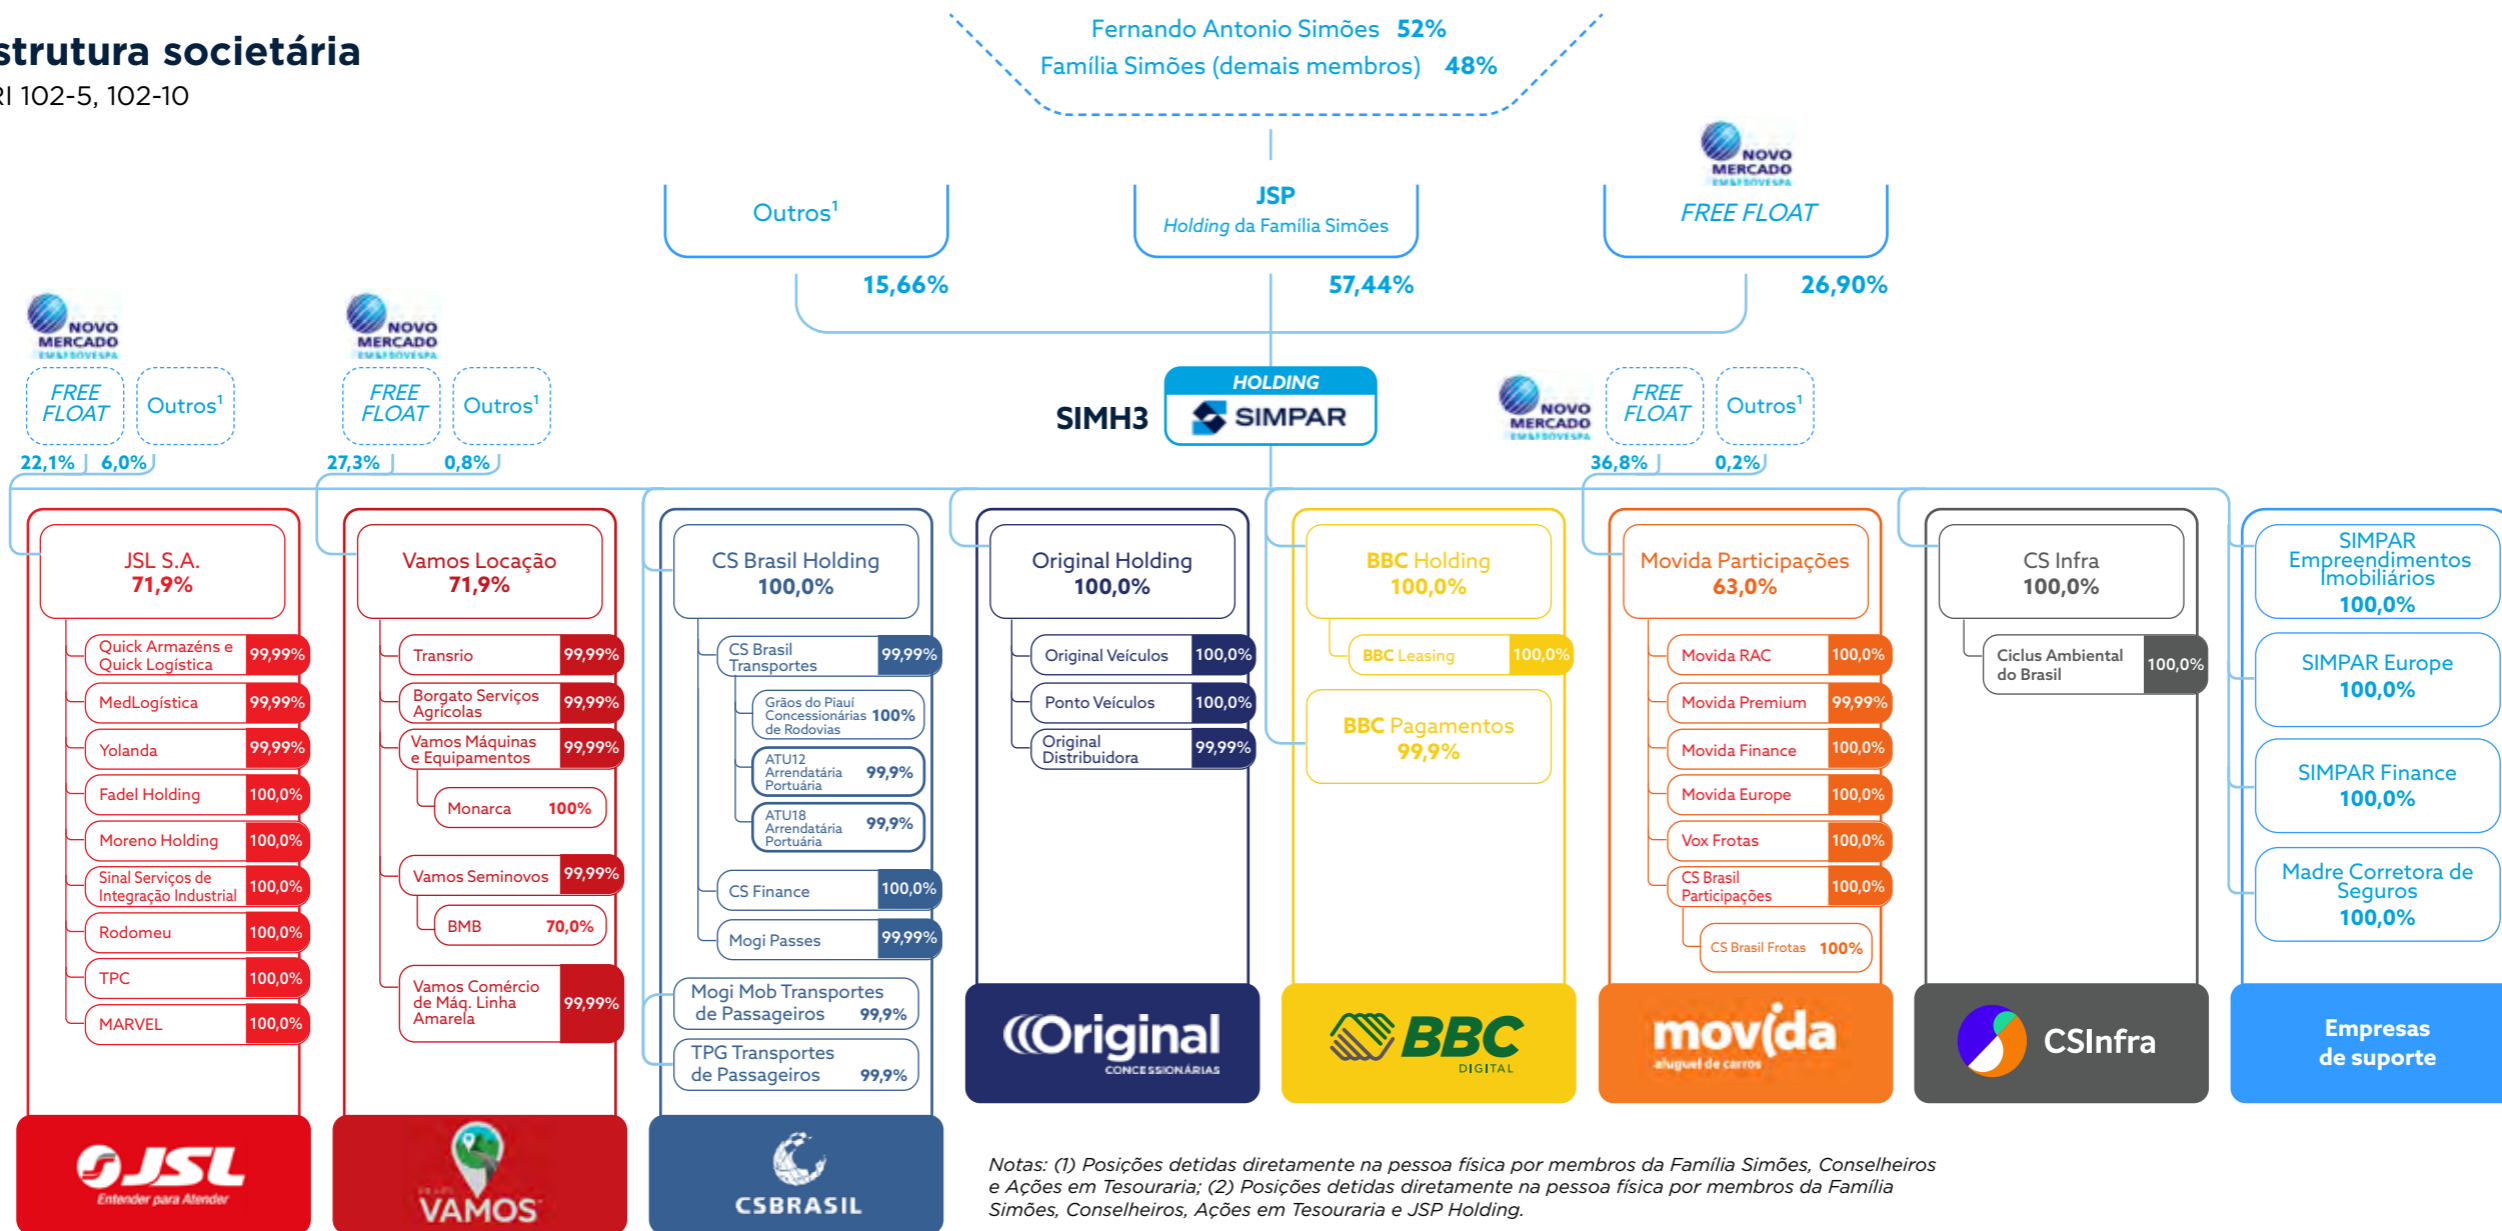 strutura societária
RI 102-5, 102-10
Fernando Antonio Simões 52%
Família Simões (demais membros) 48%
Outros¹
15,66%
JSP
Holding da Família Simões
57,44%
NOVO
MERCADO
BM&FBOVESPA
FREE FLOAT
26,90%
NOVO
MERCADO
BM&FBOVESPA
FREE
FLOAT
Outros¹
22,1%
6,0%
NOVO
MERCADO
BM&FBOVESPA
FREE
FLOAT
Outros¹
27,3%
0,8%
SIMH3
HOLDING
SIMPAR
NOVO
MERCADO
BM&FBOVESPA
FREE
FLOAT
Outros¹
36,8%
0,2%
JSL S.A.
71,9%
Quick Armazéns e
Quick Logística
99,99%
MedLogística
99,99%
Yolanda
99,99%
Fadel Holding
100,0%
Moreno Holding
100,0%
Sinal Serviços de
Integração Industrial
100,0%
Rodomeu
100,0%
TPC
100,0%
MARVEL
100,0%
JSL
Entender para Atender
Vamos Locação
71,9%
Transrio
99,99%
Borgato Serviços
Agrícolas
99,99%
Vamos Máquinas
e Equipamentos
99,99%
Monarca 100%
Vamos Seminovos
99,99%
BMB 70,0%
Vamos Comércio
de Máq. Linha
Amarela
99,99%
VAMOS
CS Brasil Holding
100,0%
CS Brasil
Transportes
99,99%
Grãos do Piauí
Concessionárias
de Rodovias
100%
ATU12
Arrendatária
Portuária
99,9%
ATU18
Arrendatária
Portuária
99,9%
CS Finance
100,0%
Mogi Passes
99,99%
Mogi Mob Transportes
de Passageiros 99,9%
TPG Transportes
de Passageiros 99,9%
CSBRASIL
Original Holding
100,0%
Original Veículos
100,0%
Ponto Veículos
100,0%
Original
Distribuidora
99,99%
Original
CONCESSIONÁRIAS
BBC Holding
100,0%
BBC Leasing
100,0%
BBC Pagamentos
99,9%
BBC
DIGITAL
Movida Participações
63,0%
Movida RAC
100,0%
Movida Premium
99,99%
Movida Finance
100,0%
Movida Europe
100,0%
Vox Frotas
100,0%
CS Brasil
Participações
100,0%
CS Brasil Frotas 100%
movida
aluguel de carros
CS Infra
100,0%
Ciclus Ambiental
do Brasil
100,0%
CSInfra
SIMPAR
Empreendimentos
Imobiliários
100,0%
SIMPAR Europe
100,0%
SIMPAR Finance
100,0%
Madre Corretora de
Seguros
100,0%
Empresas
de suporte
Notas: (1) Posições detidas diretamente na pessoa física por membros da Família Simões, Conselheiros
e Ações em Tesouraria; (2) Posições detidas diretamente na pessoa física por membros da Família
Simões, Conselheiros, Ações em Tesouraria e JSP Holding.